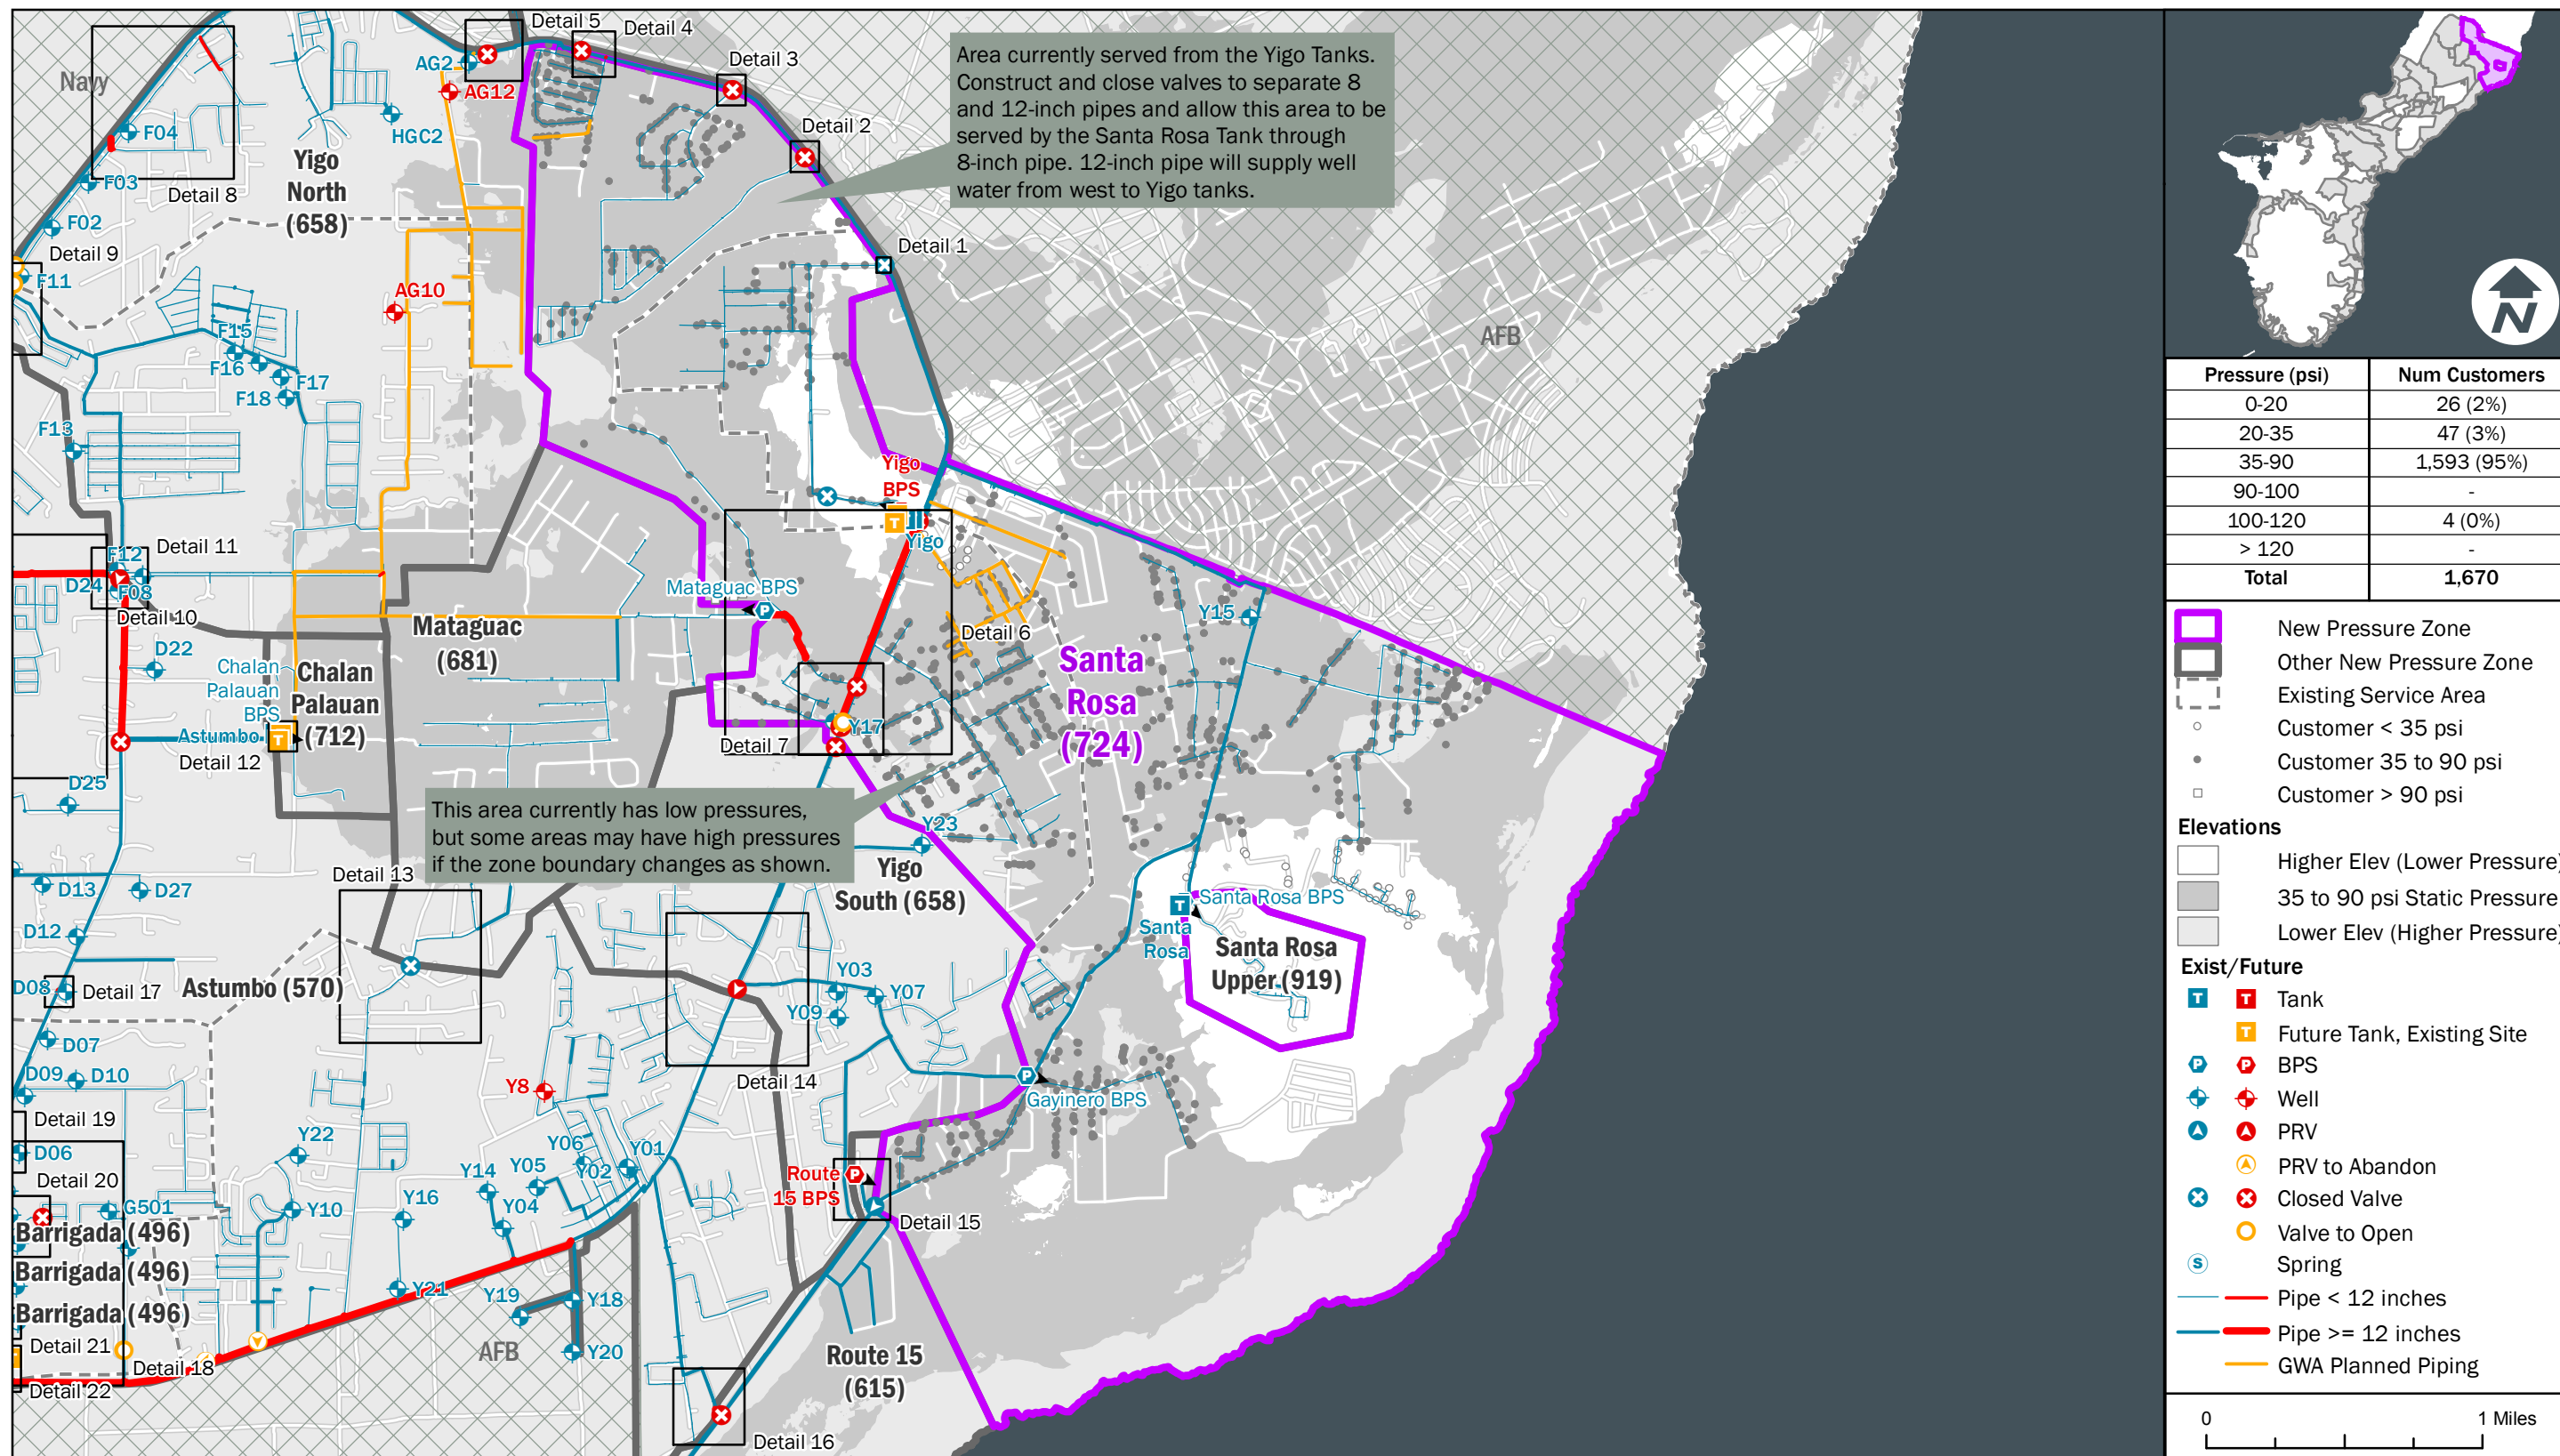 Navy
Detail 5
Detail 4
AG2
AG12
Detail 3
HGC2
Detail 2
F04
Yigo
North
(658)
F03
Detail 8
F02
Detail 9
F11
Detail 1
Area currently served from the Yigo Tanks.
Construct and close valves to separate 8
and 12-inch pipes and allow this area to be
served by the Santa Rosa Tank through
8-inch pipe. 12-inch pipe will supply well
water from west to Yigo tanks.
AG10
AFB
F15
F16
F17
F18
F13
Yigo
BPS
T
Yigo
F12
Detail 11
D24
F08
Detail 10
Mataguac BPS
P
Y15
Mataguac
(681)
Detail 6
D22
Chalan
Palauan
BPS
Chalan
Palauan
(712)
Santa
Rosa
(724)
Astumbo
T
Detail 12
Y17
Detail 7
D25
This area currently has low pressures,
but some areas may have high pressures
if the zone boundary changes as shown.
Y23
Yigo
South (658)
Detail 13
D13
D27
T
Santa Rosa BPS
Santa
Rosa
Santa Rosa
Upper (919)
D12
D08
Detail 17
Astumbo (570)
Y03
Y07
Y09
D07
D09
D10
Y8
Detail 14
P
Gayinero BPS
Detail 19
D06
Detail 20
Y22
Y06
Y01
Y02
Y05
Y14
Y04
Y16
Route
15 BPS
P
Detail 15
G501
Y10
Barrigada (496)
Barrigada (496)
Barrigada (496)
Y21
Y19
Y18
Y20
AFB
Detail 21
Detail 18
Detail 22
Route 15
(615)
Detail 16
N
Pressure (psi) Num Customers
0-20 26 (2%)
20-35 47 (3%)
35-90 1,593 (95%)
90-100 -
100-120 4 (0%)
> 120 -
Total 1,670
New Pressure Zone
Other New Pressure Zone
Existing Service Area
Customer < 35 psi
Customer 35 to 90 psi
Customer > 90 psi
Elevations
Higher Elev (Lower Pressure)
35 to 90 psi Static Pressure
Lower Elev (Higher Pressure)
Exist/Future
T T Tank
T Future Tank, Existing Site
P P BPS
Well
PRV
PRV to Abandon
Closed Valve
Valve to Open
S Spring
Pipe < 12 inches
Pipe >= 12 inches
GWA Planned Piping
0 1 Miles